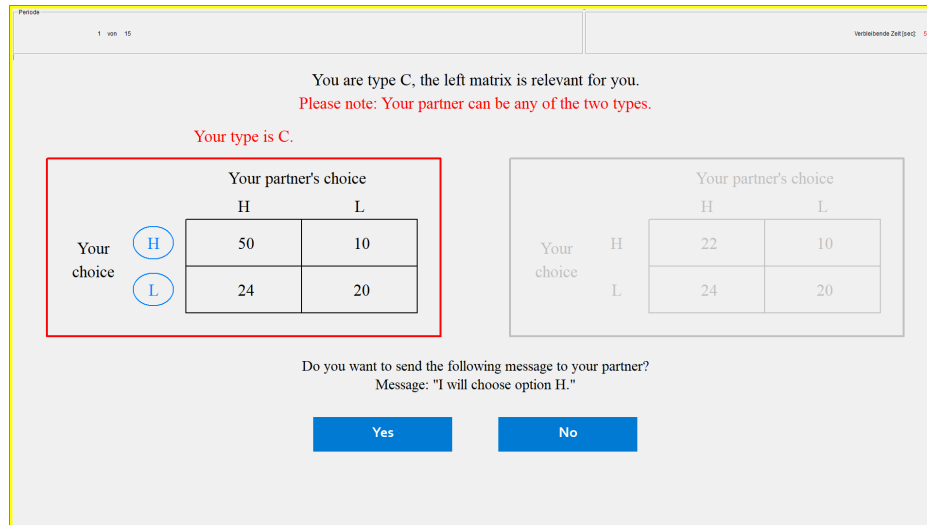 Periode
1 von 15
Verbleibende Zeit [sec]: 5
You are type C, the left matrix is relevant for you.
Please note: Your partner can be any of the two types.
Your type is C.
Your partner's choice
H L
Your choice
H 50 10
L 24 20
Your partner's choice
H L
Your choice
H 22 10
L 24 20
Do you want to send the following message to your partner?
Message: "I will choose option H."
Yes No